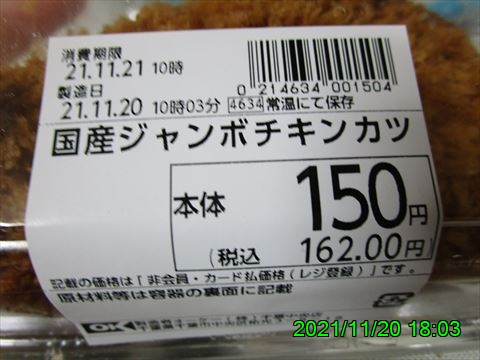 消費期限
21.11.21 10時
製造日
21.11.20 10時03分
0 214634 001504
4634 常温にて保存
国産ジャンボチキンカツ
本体 150円
(税込 162.00円)
記載の価格は「非会員・カード払価格(レジ登録)」です。
原材料等は容器の裏面に記載
OK
2021/11/20 18:03